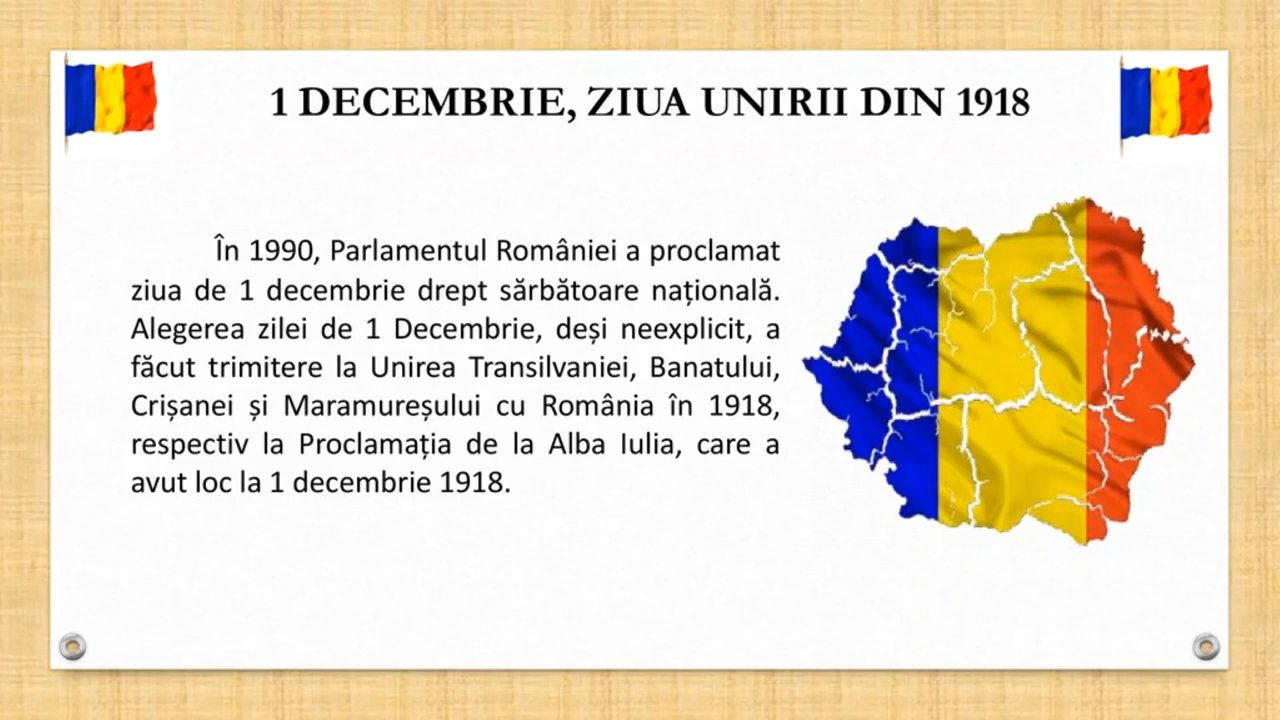 1 DECEMBRIE, ZIUA UNIRII DIN 1918
În 1990, Parlamentul României a proclamat
ziua de 1 decembrie drept sărbătoare națională.
Alegerea zilei de 1 Decembrie, deși neexplicit, a
făcut trimitere la Unirea Transilvaniei, Banatului,
Crișanei și Maramureșului cu România în 1918,
respectiv la Proclamația de la Alba Iulia, care a
avut loc la 1 decembrie 1918.